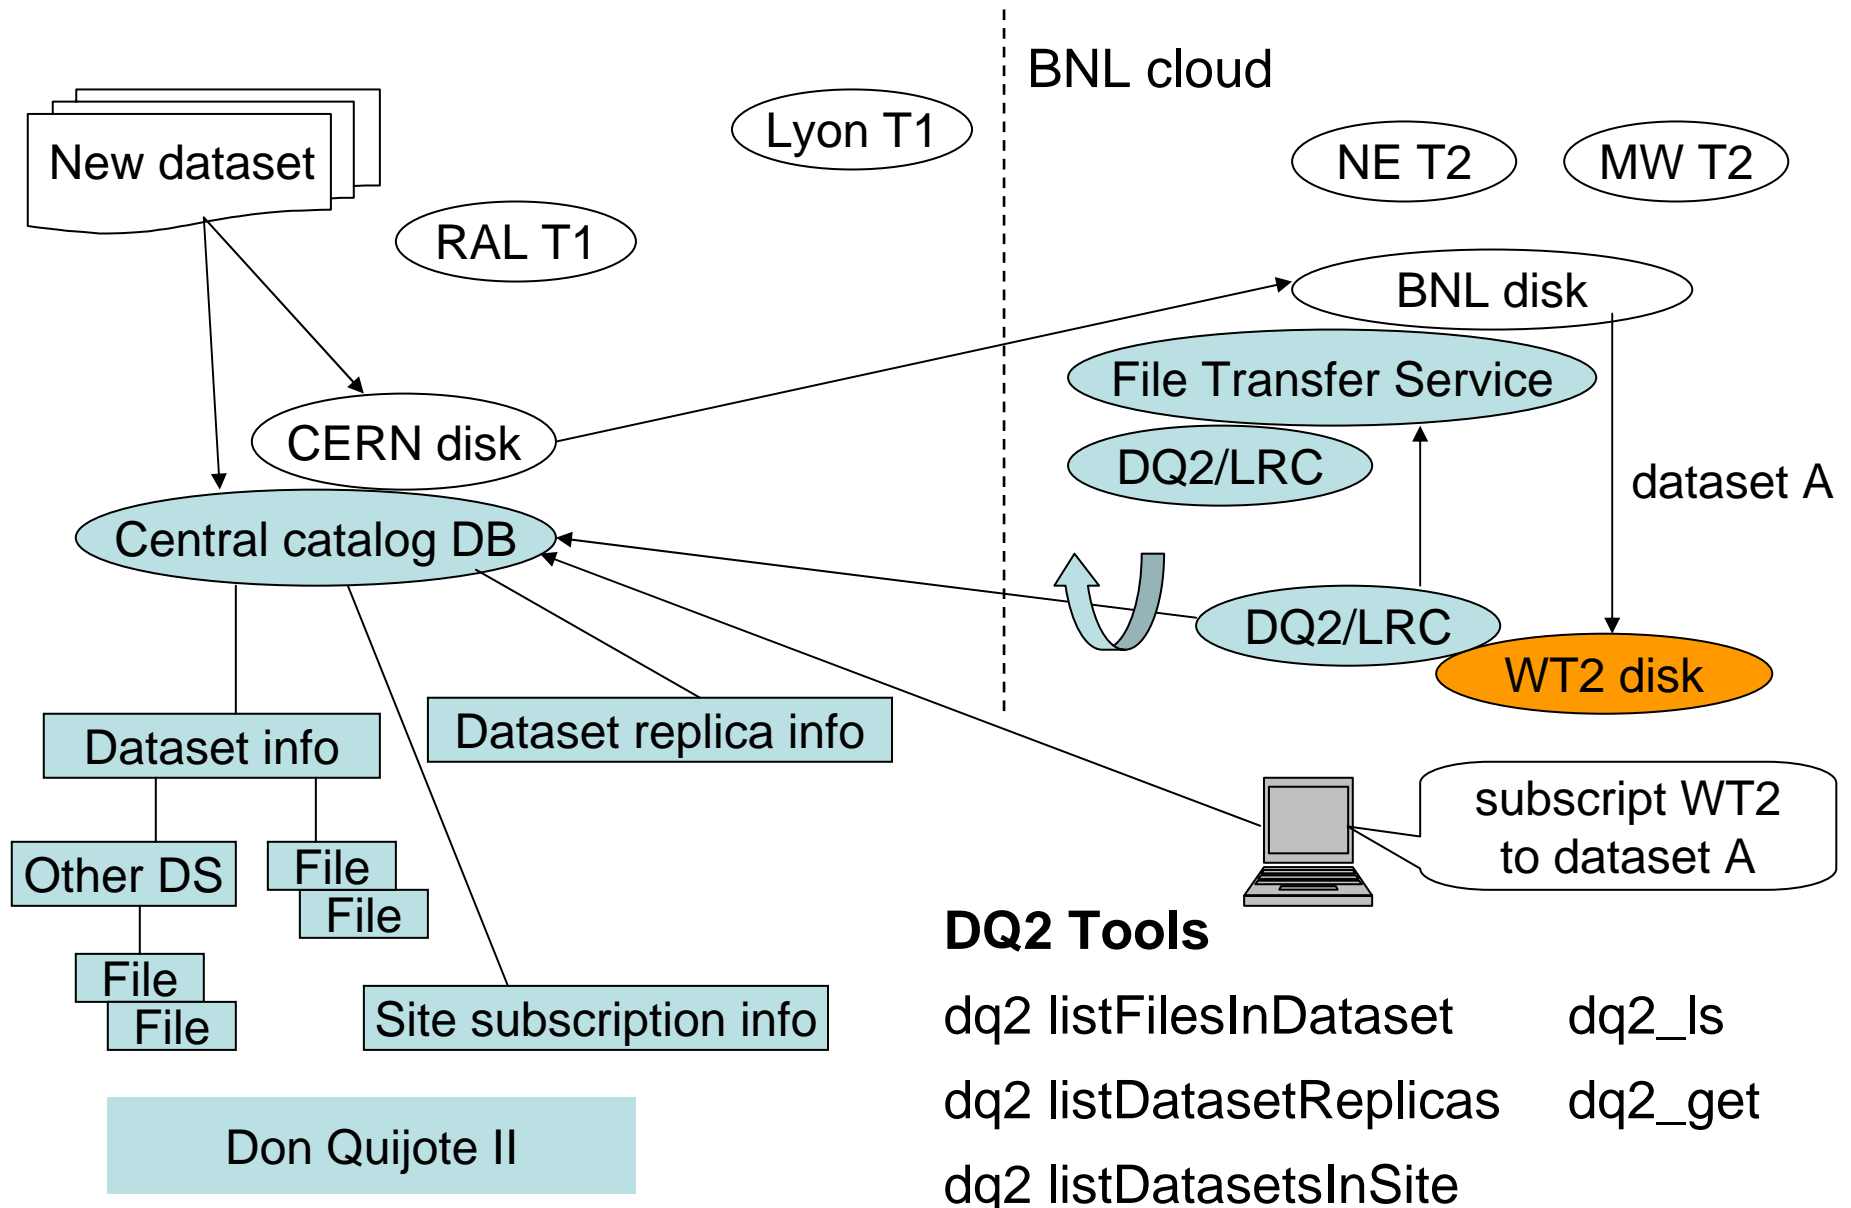 BNL cloud
New dataset
Lyon T1
NE T2
MW T2
RAL T1
BNL disk
File Transfer Service
CERN disk
DQ2/LRC
dataset A
Central catalog DB
DQ2/LRC
WT2 disk
Dataset info
Dataset replica info
subscript WT2
to dataset A
Other DS
File
File
File
File
Site subscription info
DQ2 Tools
dq2 listFilesInDataset
dq2_ls
dq2 listDatasetReplicas
dq2_get
dq2 listDatasetsInSite
Don Quijote II